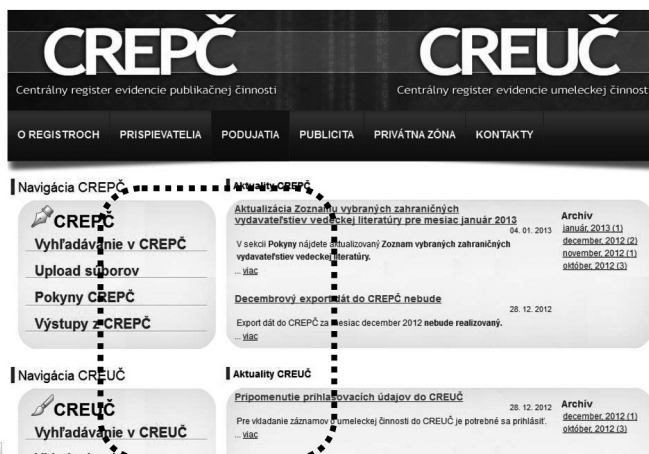 CREPČ
CREUČ
Centrálny register evidencie publikačnej činnosti
Centrálny register evidencie umeleckej činnost
O REGISTROCH PRISPIEVATELIA PODUJATIA PUBLICITA PRIVÁTNA ZÓNA KONTAKTY
Navigácia CREPČ
CREPČ
Vyhľadávanie v CREPČ
Upload súborov
Pokyny CREPČ
Výstupy z CREPČ
Aktuality CREPČ
Aktualizácia Zoznamu vybraných zahraničných
vydavateľstiev vedeckej literatúry pre mesiac január 2013
04. 01. 2013
V sekcii Pokyny nájdete aktualizovaný Zoznam vybraných zahraničných
vydavateľstiev vedeckej literatúry.
... viac
Decembrový export dát do CREPČ nebude
28. 12. 2012
Export dát do CREPČ za mesiac december 2012 nebude realizovaný.
... viac
Archív
január, 2013 (1)
december, 2012 (2)
november, 2012 (1)
október, 2012 (3)
Navigácia CREUČ
CREUČ
Vyhľadávanie v CREUČ
Aktuality CREUČ
Pripomenutie prihlasovacích údajov do CREUČ
28. 12. 2012
Pre vkladanie záznamov o umeleckej činnosti do CREUČ je potrebné sa prihlásiť.
... viac
Archív
december, 2012 (1)
október, 2012 (3)